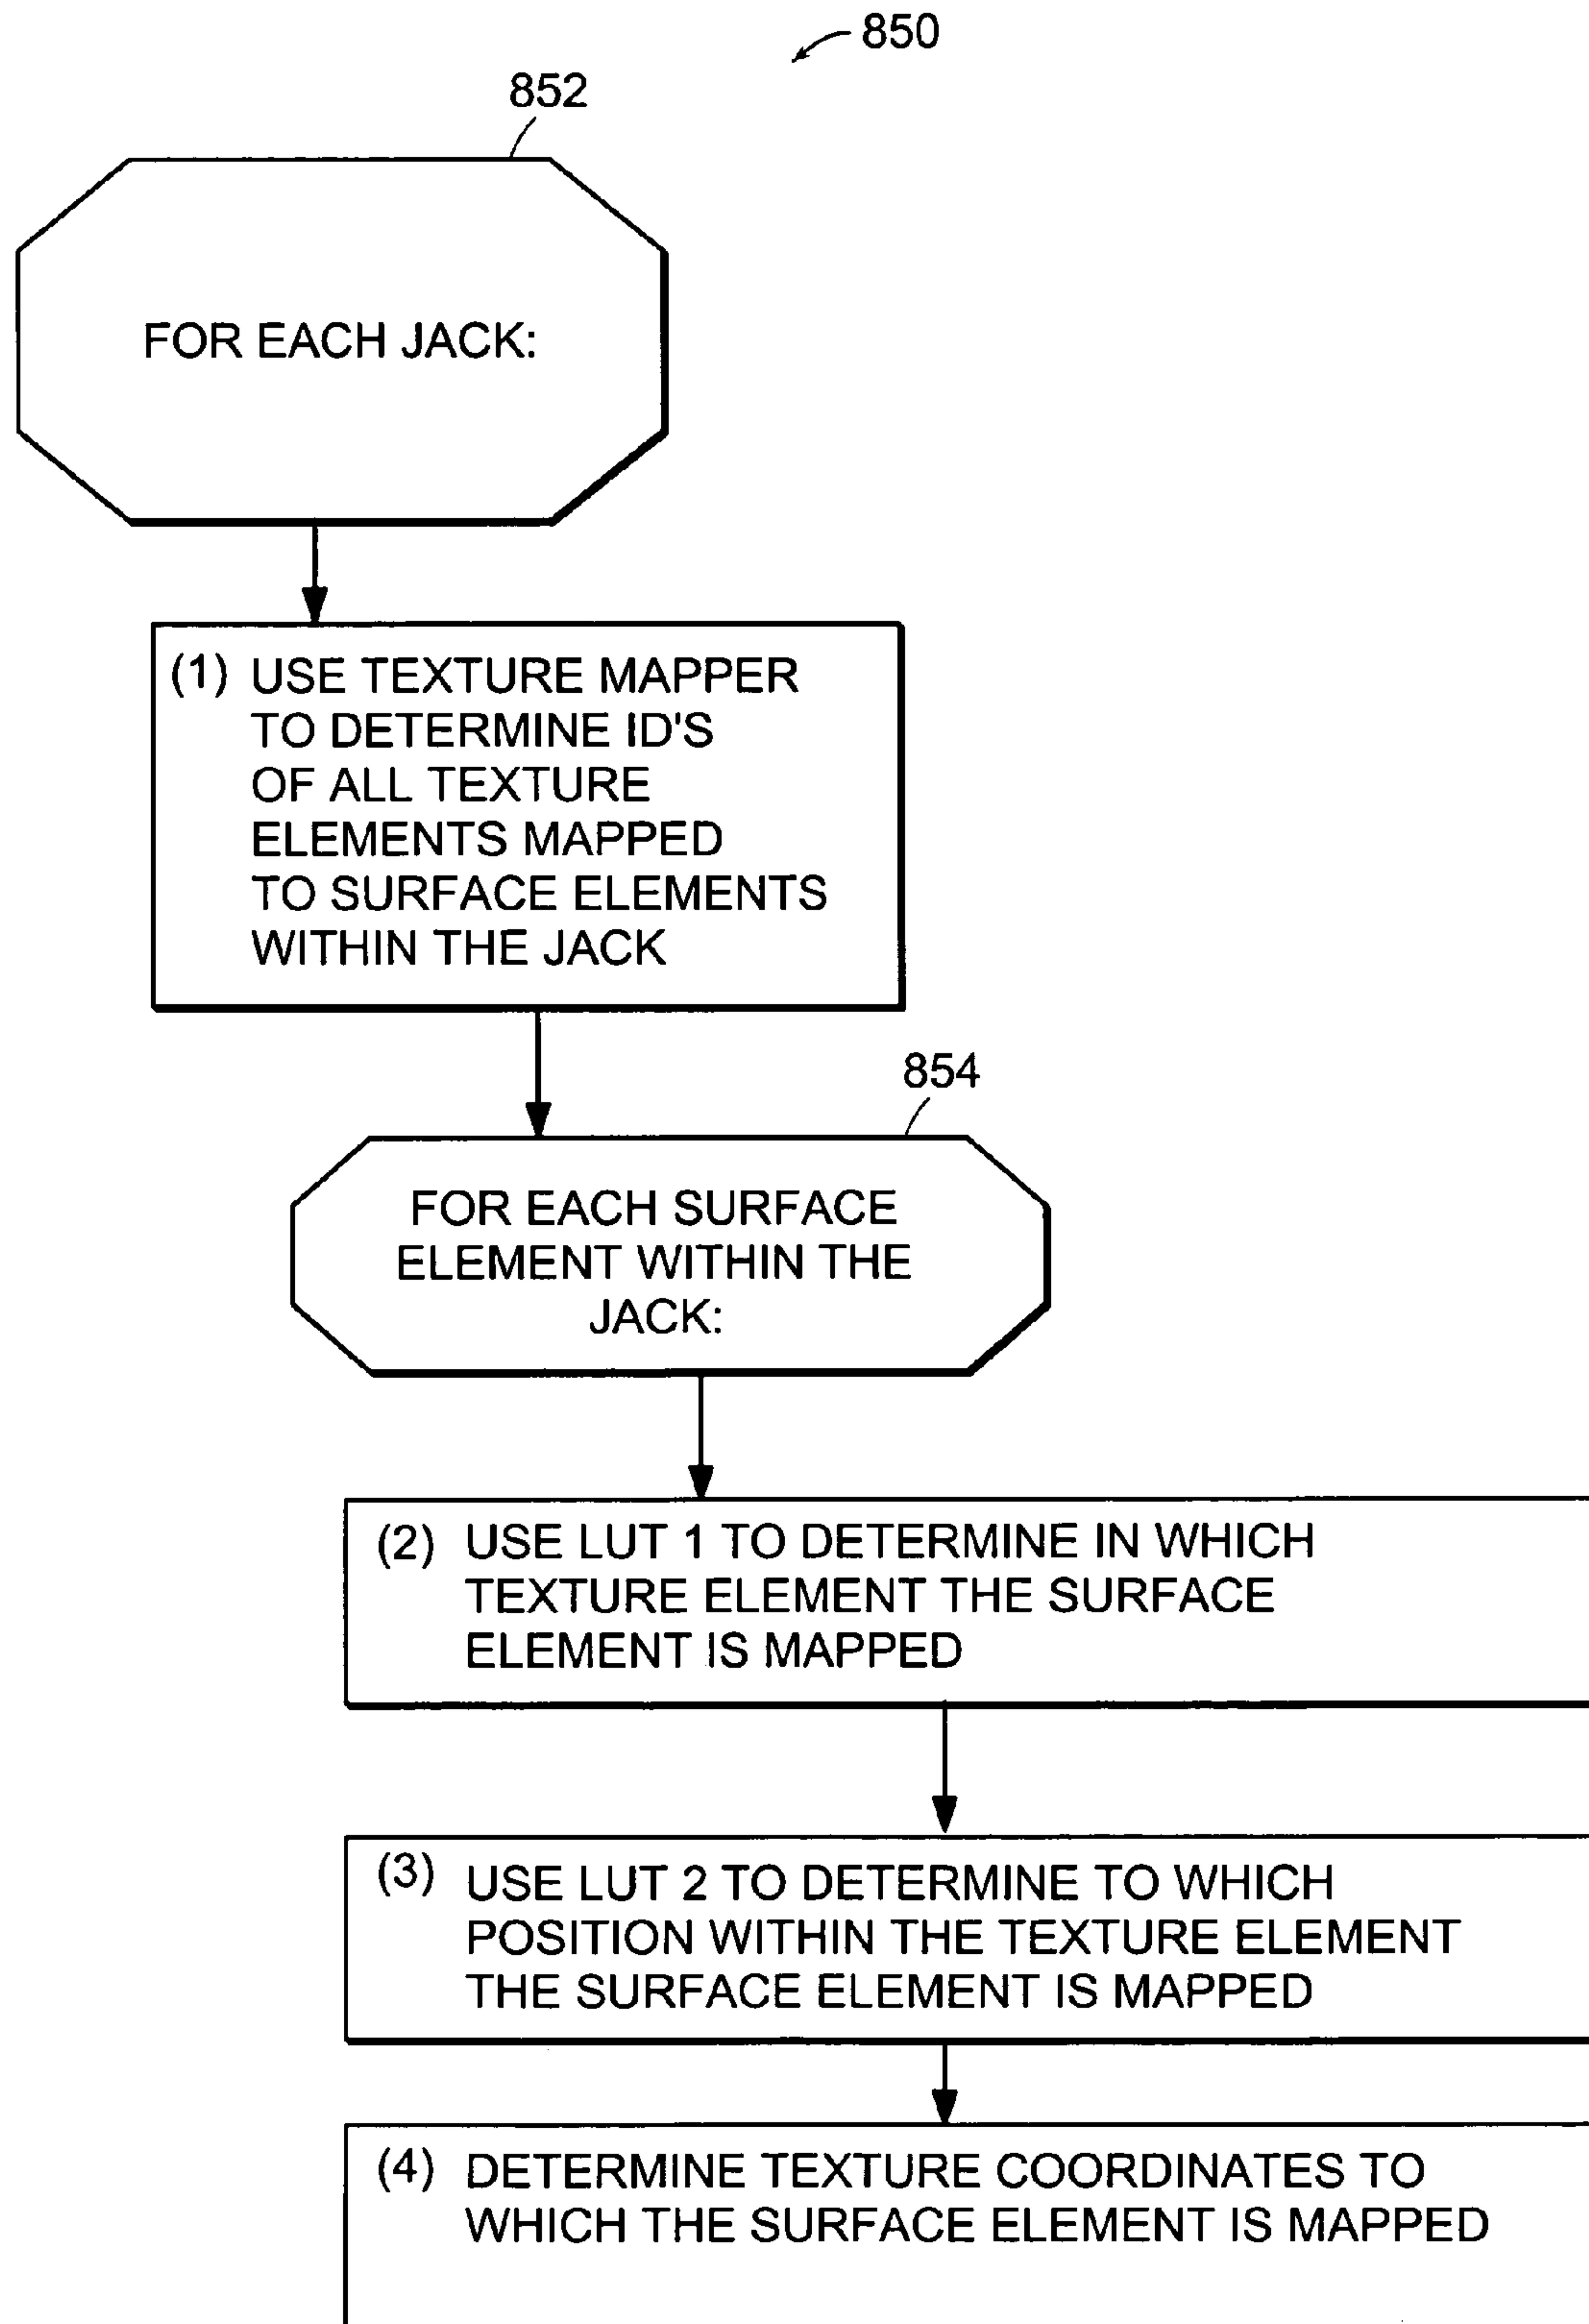 850
852
FOR EACH JACK:
(1) USE TEXTURE MAPPER
TO DETERMINE ID'S
OF ALL TEXTURE
ELEMENTS MAPPED
TO SURFACE ELEMENTS
WITHIN THE JACK
854
FOR EACH SURFACE
ELEMENT WITHIN THE
JACK:
(2) USE LUT 1 TO DETERMINE IN WHICH
TEXTURE ELEMENT THE SURFACE
ELEMENT IS MAPPED
(3) USE LUT 2 TO DETERMINE TO WHICH
POSITION WITHIN THE TEXTURE ELEMENT
THE SURFACE ELEMENT IS MAPPED
(4) DETERMINE TEXTURE COORDINATES TO
WHICH THE SURFACE ELEMENT IS MAPPED